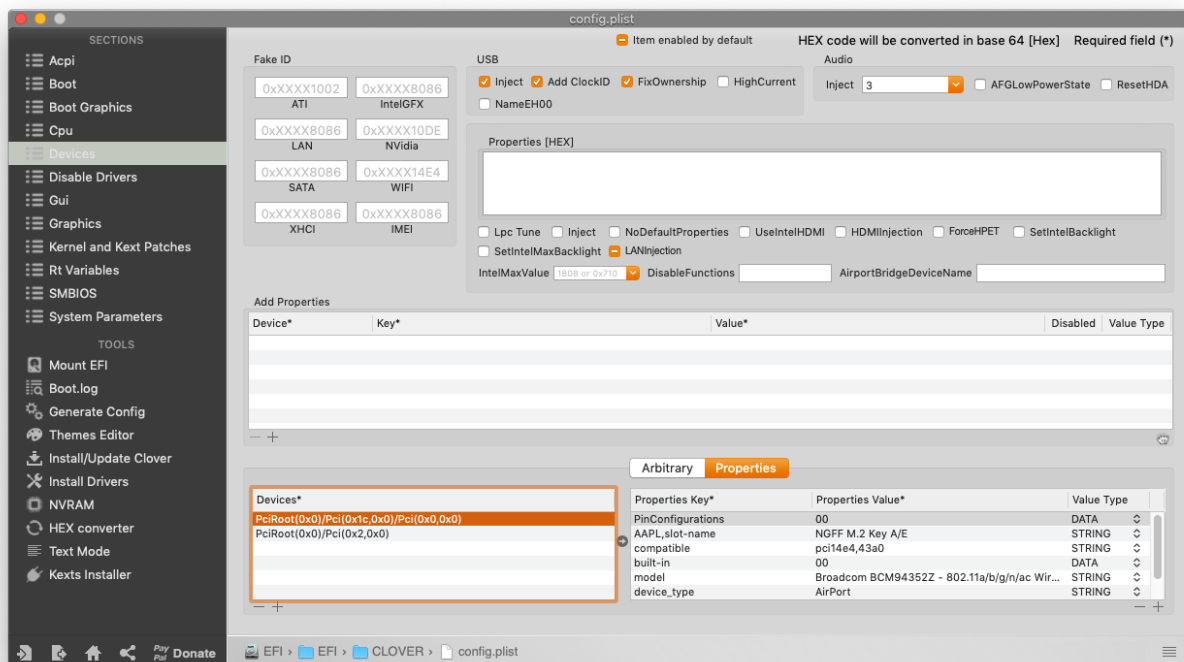 config.plist
SECTIONS
Acpi
Boot
Boot Graphics
Cpu
Devices
Disable Drivers
Gui
Graphics
Kernel and Kext Patches
Rt Variables
SMBIOS
System Parameters
TOOLS
Mount EFI
Boot.log
Generate Config
Themes Editor
Install/Update Clover
Install Drivers
NVRAM
HEX converter
Text Mode
Kexts Installer
Pay Pal Donate
Item enabled by default HEX code will be converted in base 64 [Hex] Required field (*)
Fake ID
0xXXXX1002 0xXXXX8086
ATI IntelGFX
0xXXXX8086 0xXXXX10DE
LAN NVidia
0xXXXX8086 0xXXXX14E4
SATA WIFI
0xXXXX8086 0xXXXX8086
XHCI IMEI
USB
Inject Add ClockID FixOwnership HighCurrent
NameEH00
Audio
Inject 3 AFGLowPowerState ResetHDA
Properties [HEX]
Lpc Tune Inject NoDefaultProperties UseIntelHDMI HDMIInjection ForceHPET SetIntelBacklight
SetIntelMaxBacklight LANInjection
IntelMaxValue 1808 or 0x710 DisableFunctions AirportBridgeDeviceName
Add Properties
Device* Key* Value* Disabled Value Type
Arbitrary Properties
Devices*
PciRoot(0x0)/Pci(0x1c,0x0)/Pci(0x0,0x0)
PciRoot(0x0)/Pci(0x2,0x0)
Properties Key* Properties Value* Value Type
PinConfigurations 00 DATA
AAPL,slot-name NGFF M.2 Key A/E STRING
compatible pci14e4,43a0 STRING
built-in 00 DATA
model Broadcom BCM94352Z - 802.11a/b/g/n/ac Wir... STRING
device_type AirPort STRING
EFI › EFI › CLOVER › config.plist